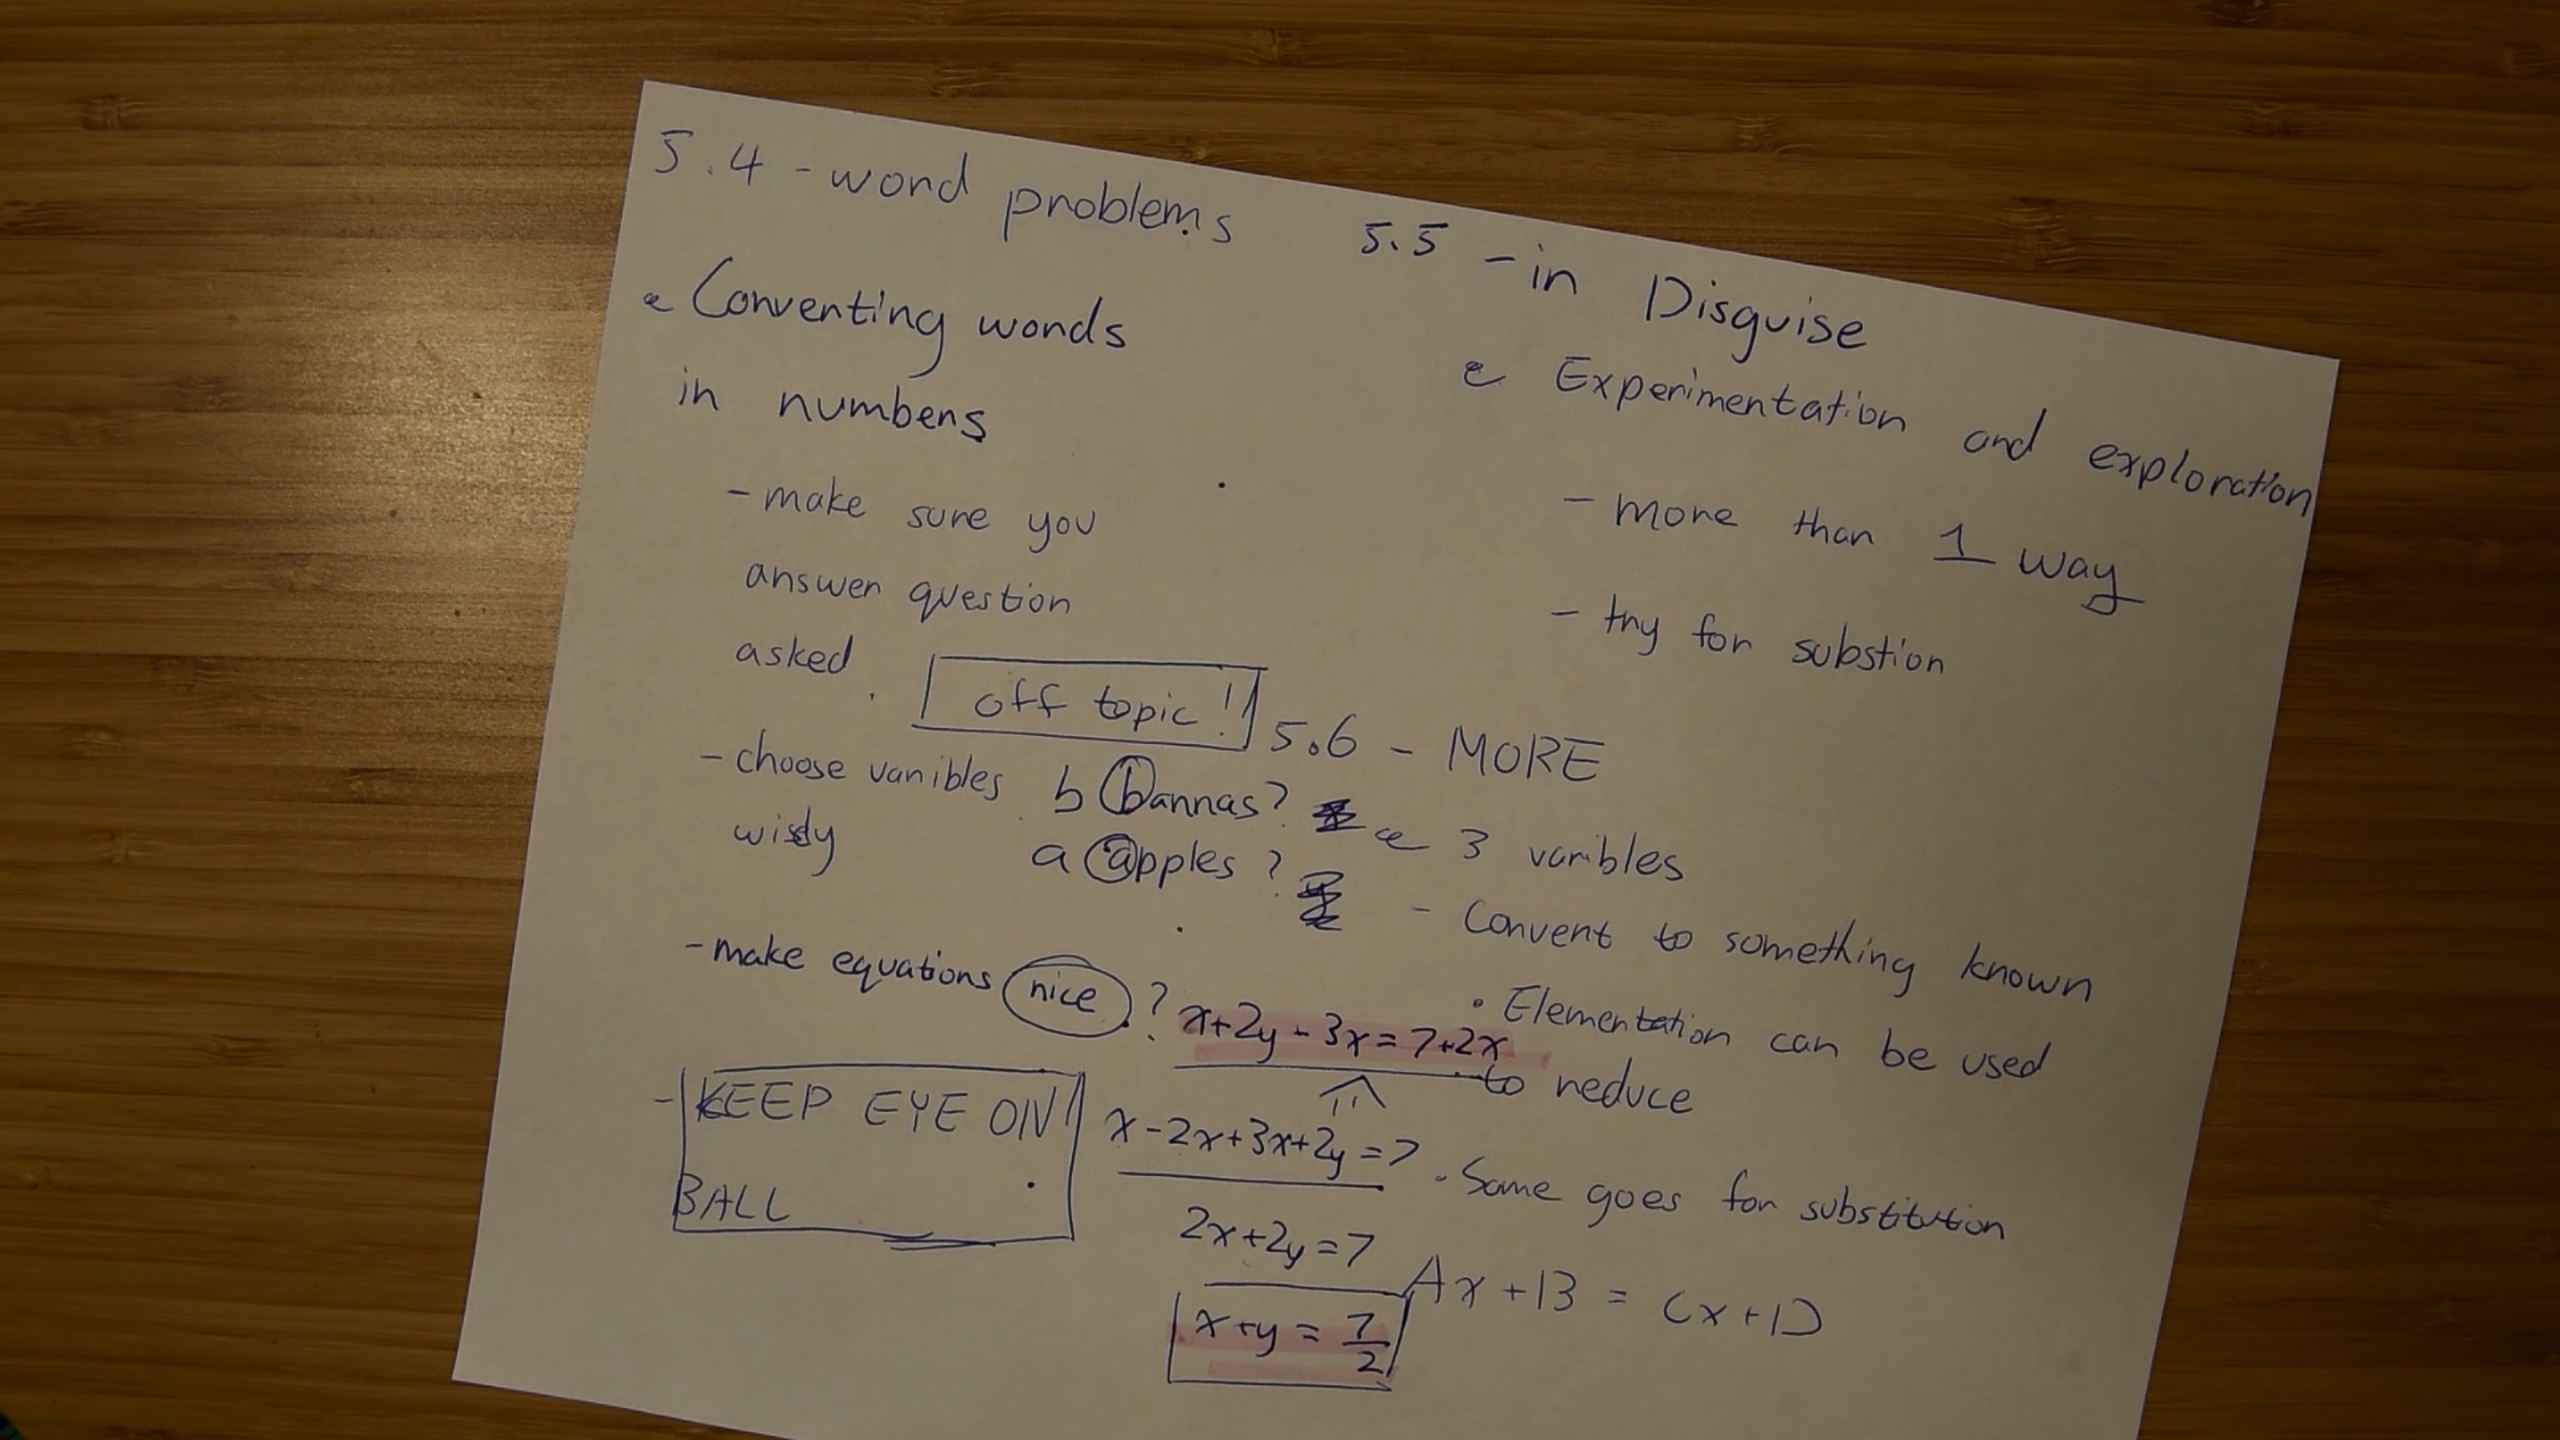 5.4 - word problems
Converting words
in numbers
- make sure you
answer question
asked.
off topic!
- choose varibles
wisely
b bannas?
a apples?
- make equations nice?
x+2y-3x=7+2x
x-2x+3x+2y=7
2x+2y=7
x+y=7/2
- KEEP EYE ON
BALL
5.5 - in Disguise
Experimentation and exploration
- more than 1 way
- try for substion
5.6 - MORE
3 varibles
- Convert to something known
• Elementation can be used
to reduce
• Same goes for substitution
Ax+B = Cx+D